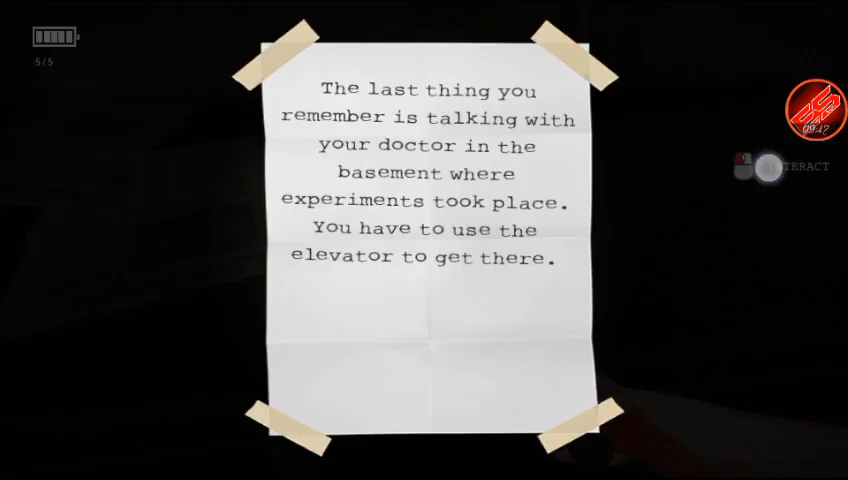 5/5
The last thing you
remember is talking with
your doctor in the
basement where
experiments took place.
You have to use the
elevator to get there.
09:47